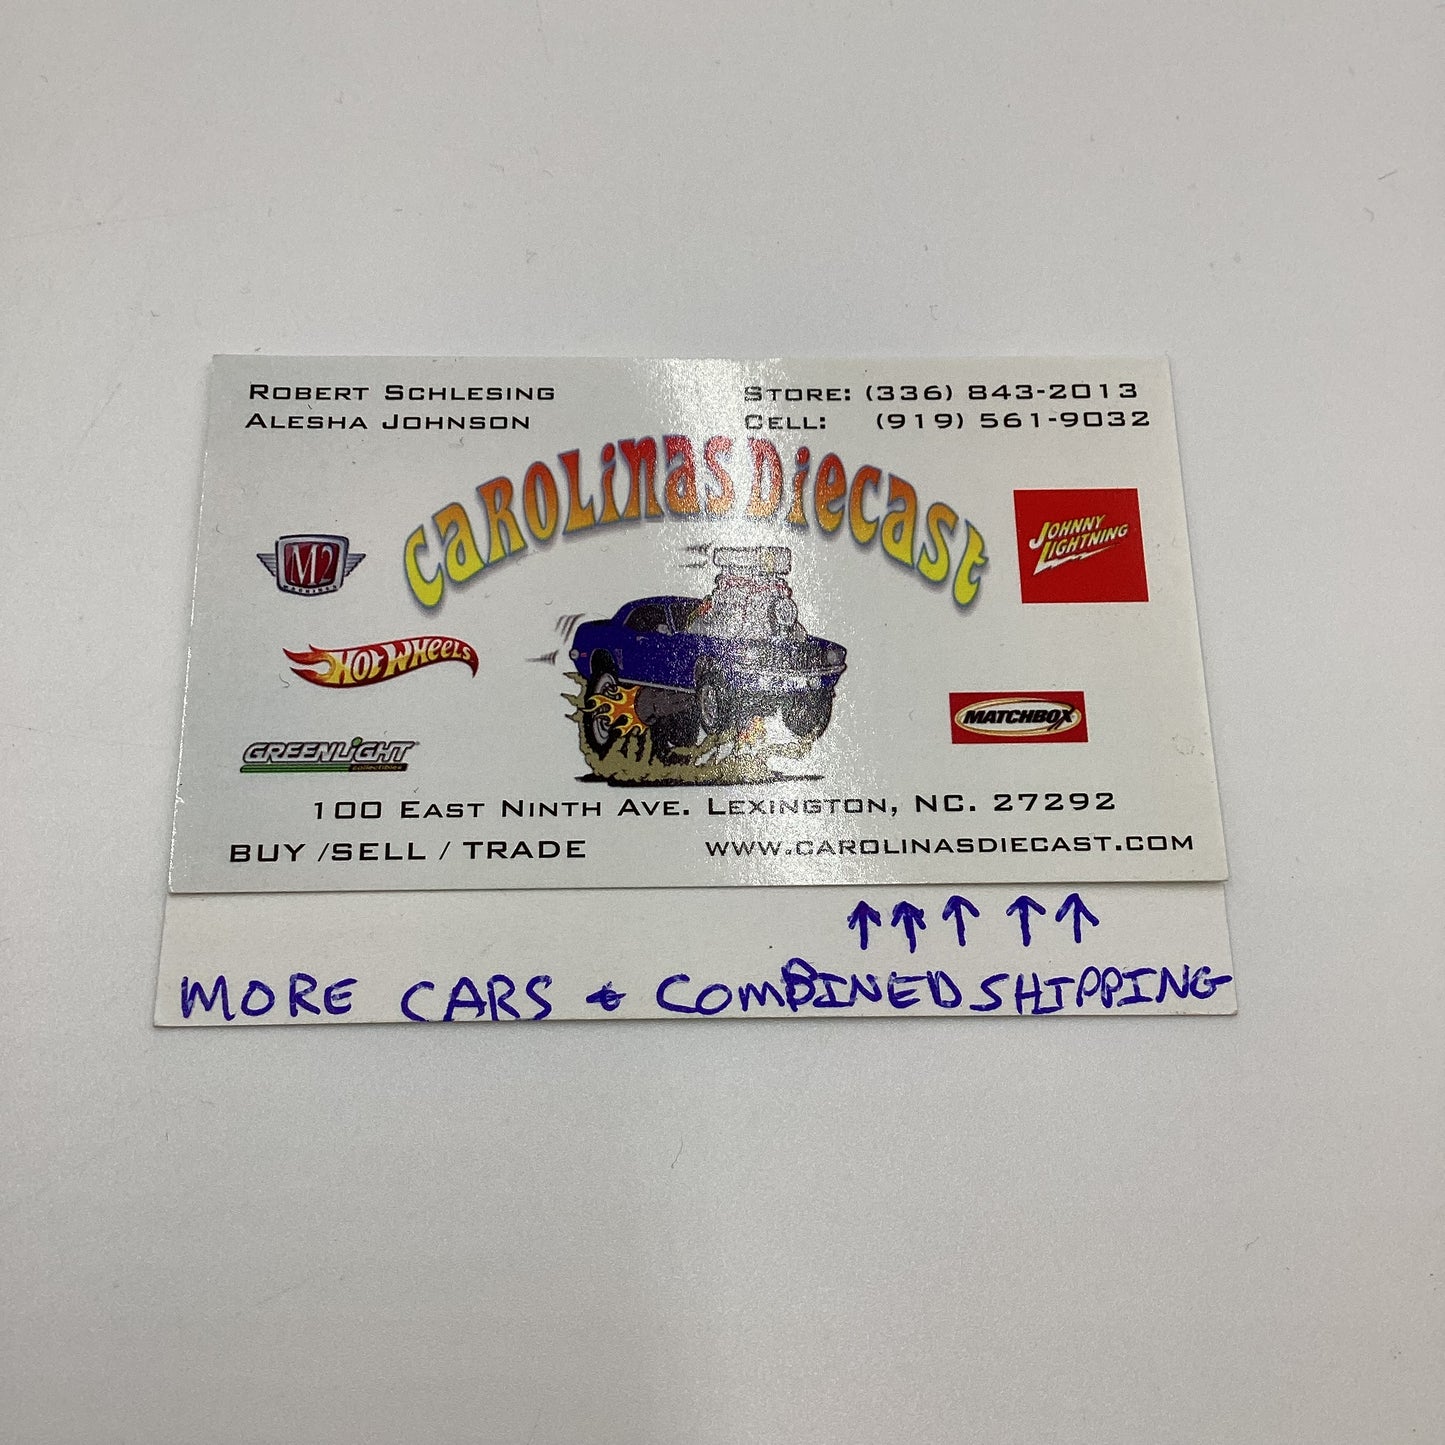 ROBERT SCHLESING
ALESHA JOHNSON
STORE: (336) 843-2013
CELL: (919) 561-9032
CAROLINAS DIECAST
M2
MACHINES
JOHNNY
LIGHTNING
HOT WHEELS
MATCHBOX
GREENLIGHT
collectibles
100 EAST NINTH AVE. LEXINGTON, NC. 27292
BUY /SELL / TRADE
WWW.CAROLINASDIECAST.COM
↑ ↑ ↑ ↑ ↑
MORE CARS & COMBINED SHIPPING